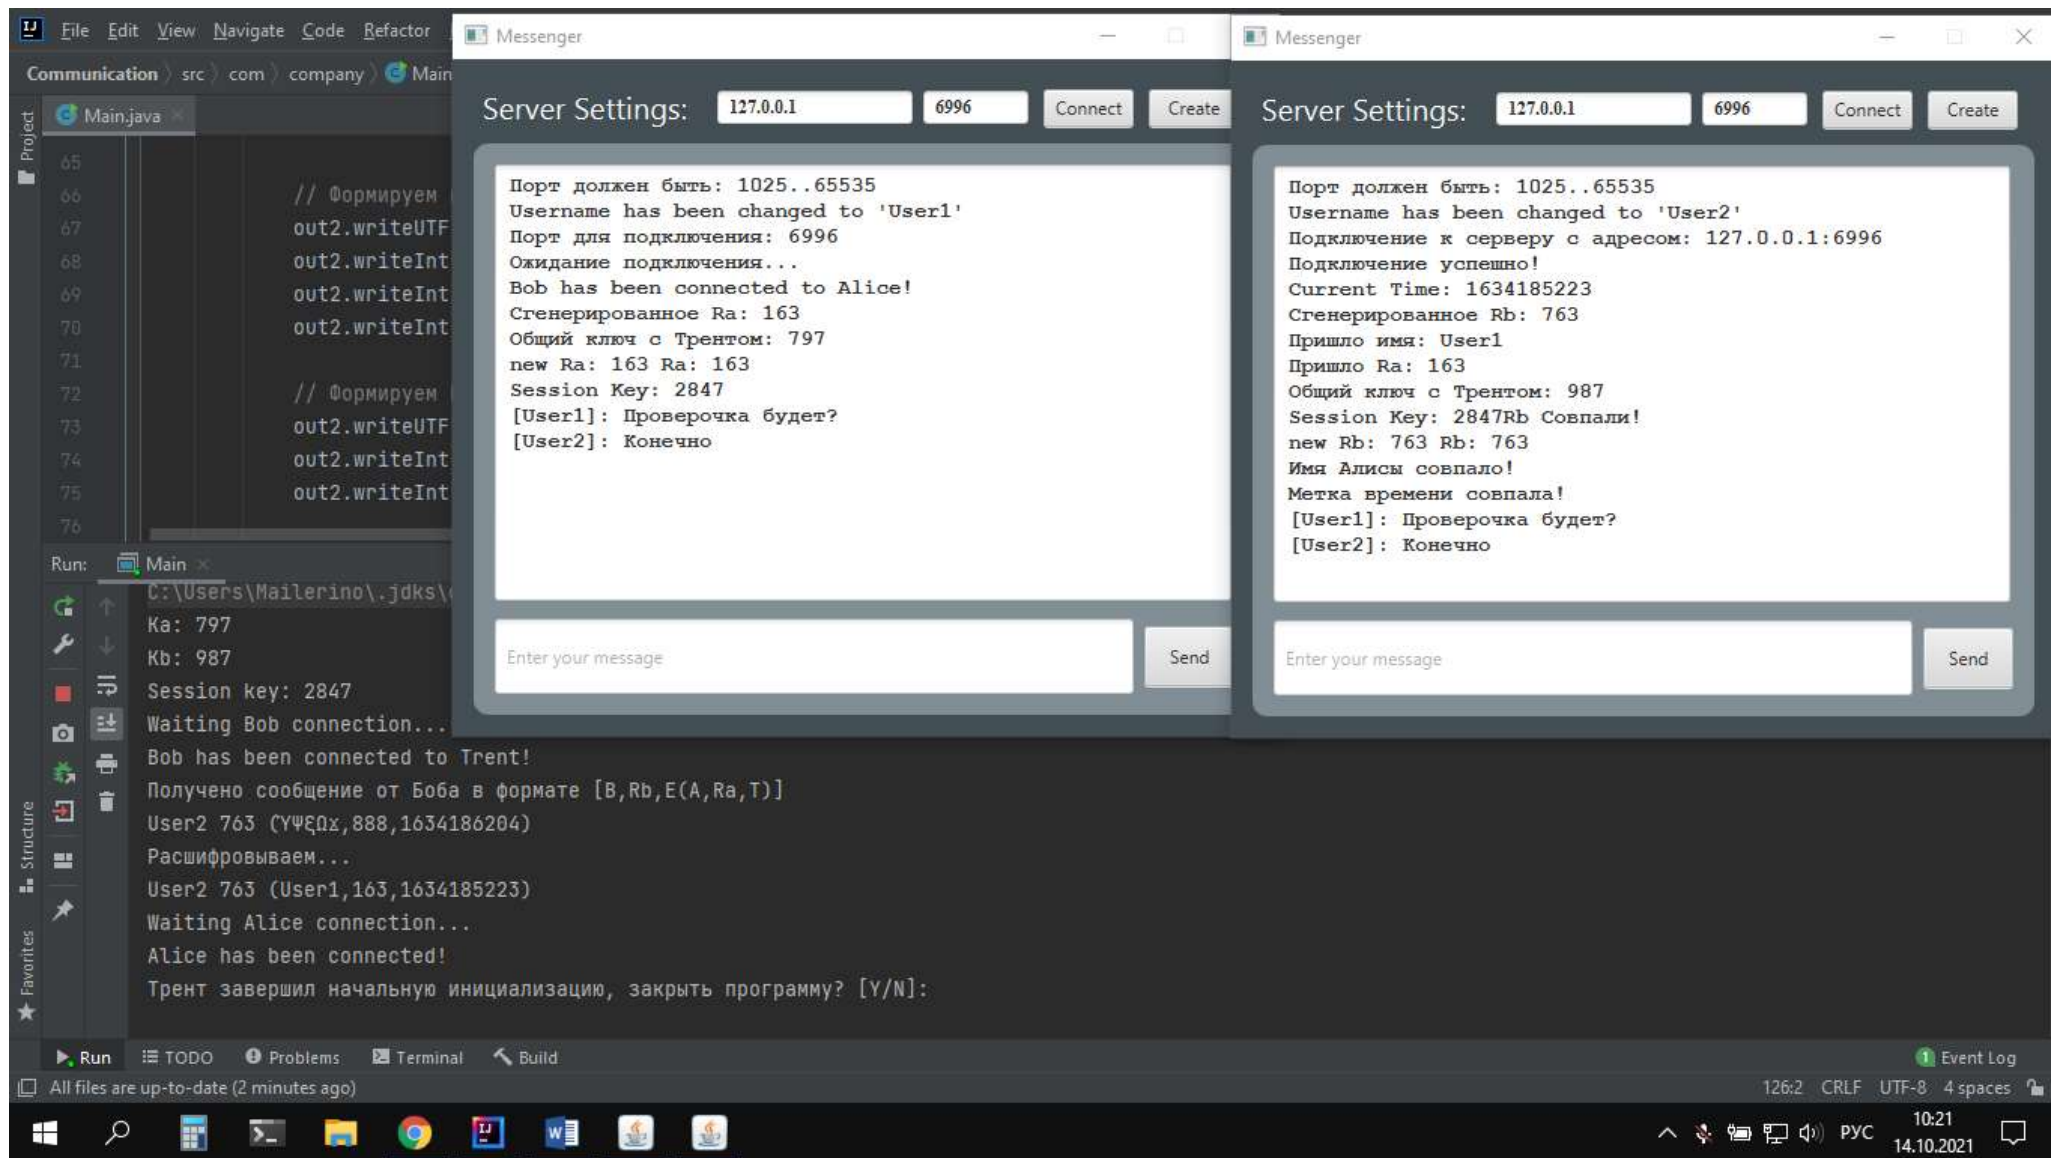 File Edit View Navigate Code Refactor
Communication src com company Main
Main.java
Project
65
66 // Формируем
67 out2.writeUTF
68 out2.writeInt
69 out2.writeInt
70 out2.writeInt
71
72 // Формируем
73 out2.writeUTF
74 out2.writeInt
75 out2.writeInt
76
Messenger
Server Settings: 127.0.0.1 6996 Connect Create
Порт должен быть: 1025..65535
Username has been changed to 'User1'
Порт для подключения: 6996
Ожидание подключения...
Bob has been connected to Alice!
Сгенерированное Ra: 163
Общий ключ с Трентом: 797
new Ra: 163 Ra: 163
Session Key: 2847
[User1]: Проверочка будет?
[User2]: Конечно
Enter your message
Send
Messenger
Server Settings: 127.0.0.1 6996 Connect Create
Порт должен быть: 1025..65535
Username has been changed to 'User2'
Подключение к серверу с адресом: 127.0.0.1:6996
Подключение успешно!
Current Time: 1634185223
Сгенерированное Rb: 763
Пришло имя: User1
Пришло Ra: 163
Общий ключ с Трентом: 987
Session Key: 2847Rb Совпали!
new Rb: 763 Rb: 763
Имя Алисы совпало!
Метка времени совпала!
[User1]: Проверочка будет?
[User2]: Конечно
Enter your message
Send
Run: Main
C:\Users\Mailerino\.jdks\
Ka: 797
Kb: 987
Session key: 2847
Waiting Bob connection...
Bob has been connected to Trent!
Получено сообщение от Боба в формате [B,Rb,E(A,Ra,T)]
User2 763 (ΎΨξΩϗ,888,1634186204)
Расшифровываем...
User2 763 (User1,163,1634185223)
Waiting Alice connection...
Alice has been connected!
Трент завершил начальную инициализацию, закрыть программу? [Y/N]:
Structure
Favorites
Run TODO Problems Terminal Build
1 Event Log
All files are up-to-date (2 minutes ago)
126:2 CRLF UTF-8 4 spaces
РУС
10:21
14.10.2021